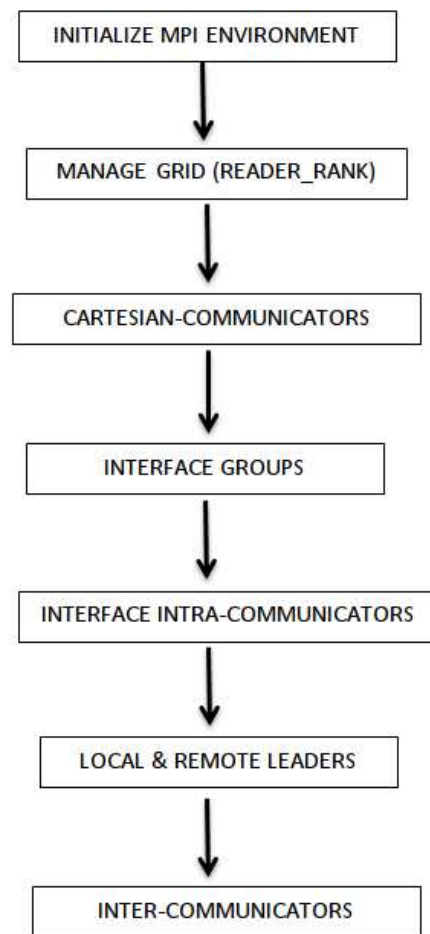 INITIALIZE MPI ENVIRONMENT
MANAGE GRID (READER_RANK)
CARTESIAN-COMMUNICATORS
INTERFACE GROUPS
INTERFACE INTRA-COMMUNICATORS
LOCAL & REMOTE LEADERS
INTER-COMMUNICATORS